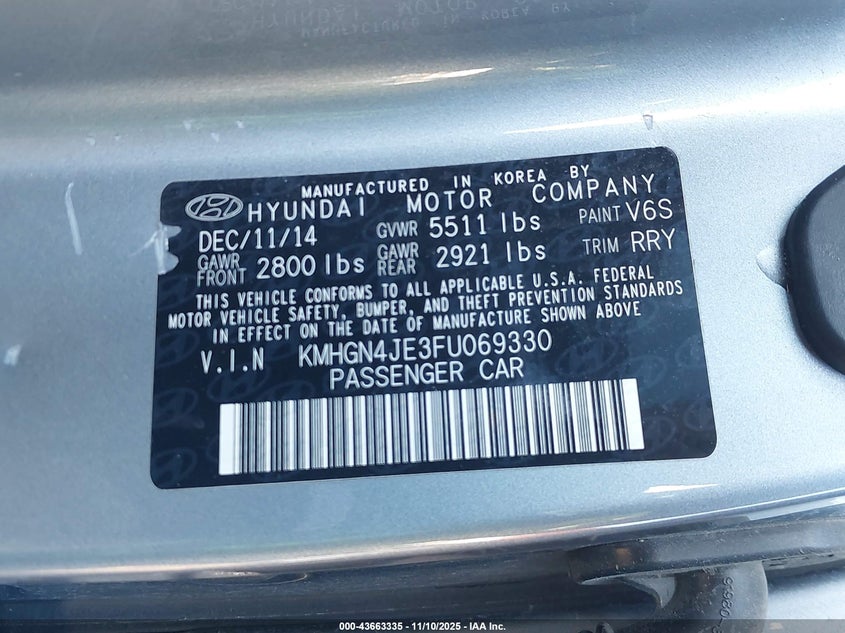 MANUFACTURED IN KOREA BY
HYUNDAI MOTOR COMPANY
DEC/11/14 GVWR 5511 lbs PAINT V6S
GAWR FRONT 2800 lbs GAWR REAR 2921 lbs TRIM RRY
THIS VEHICLE CONFORMS TO ALL APPLICABLE U.S.A. FEDERAL
MOTOR VEHICLE SAFETY, BUMPER, AND THEFT PREVENTION STANDARDS
IN EFFECT ON THE DATE OF MANUFACTURE SHOWN ABOVE
V.I.N KMHGN4JE3FU069330
PASSENGER CAR
000-43663335 — 11/10/2025 — IAA Inc.